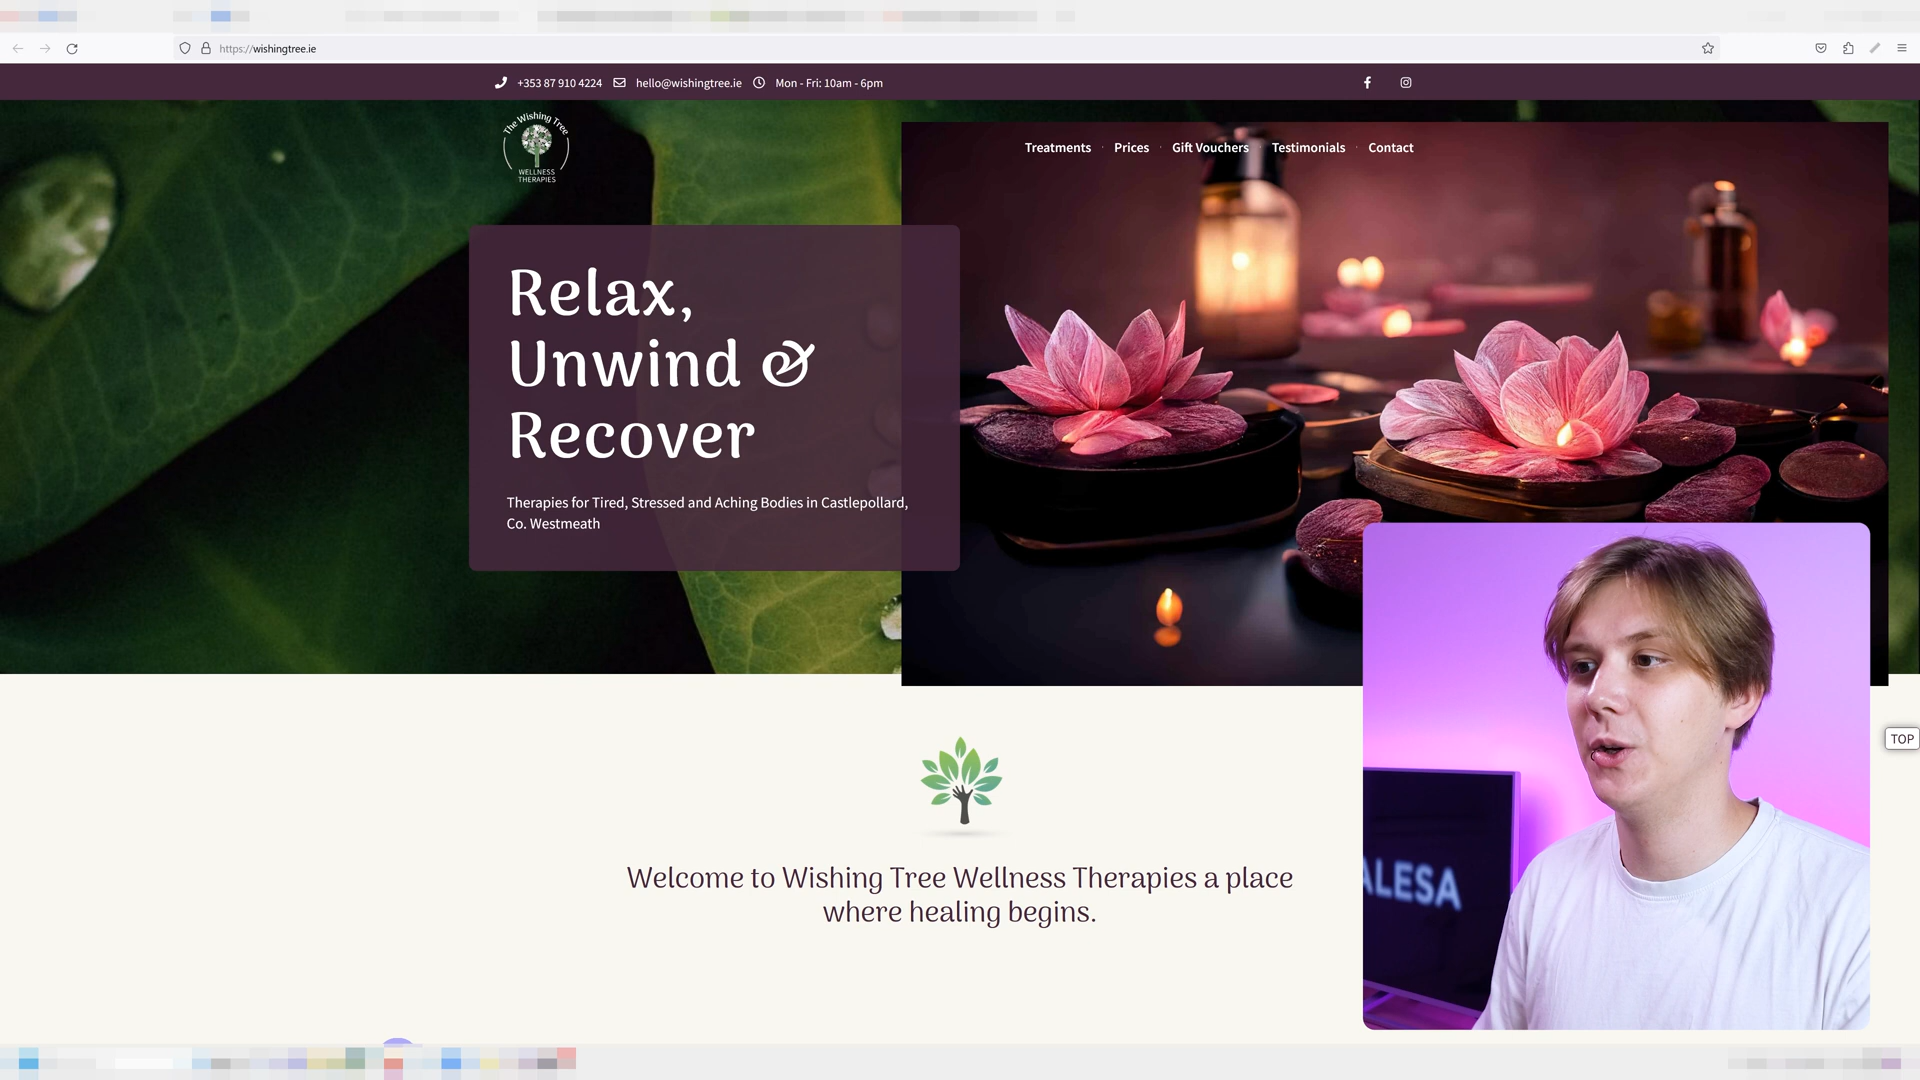 https://wishingtree.ie
+353 87 910 4224 hello@wishingtree.ie Mon - Fri: 10am - 6pm
The Wishing Tree
WELLNESS
THERAPIES
Treatments · Prices · Gift Vouchers · Testimonials · Contact
Relax,
Unwind &
Recover
Therapies for Tired, Stressed and Aching Bodies in Castlepollard,
Co. Westmeath
TOP
Welcome to Wishing Tree Wellness Therapies a place
where healing begins.
ALESA